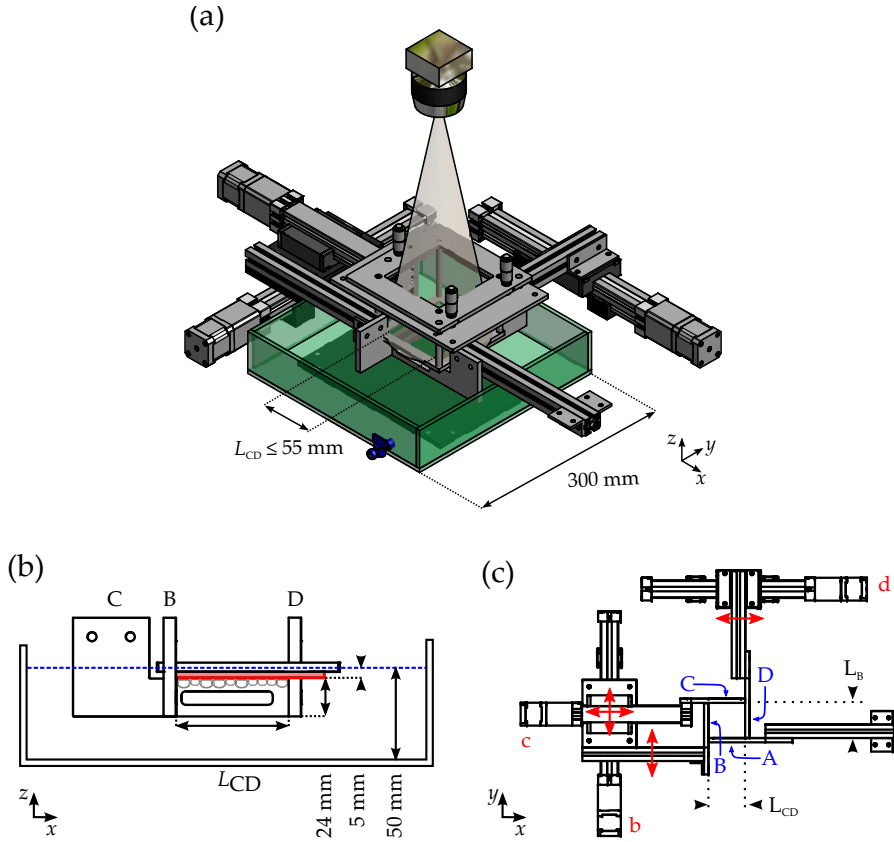 (a)
L_CD ≤ 55 mm
300 mm
z
y
x
(b)
C
B
D
L_CD
24 mm
5 mm
50 mm
z
x
(c)
d
C
D
L_B
c
B
A
b
L_CD
y
x